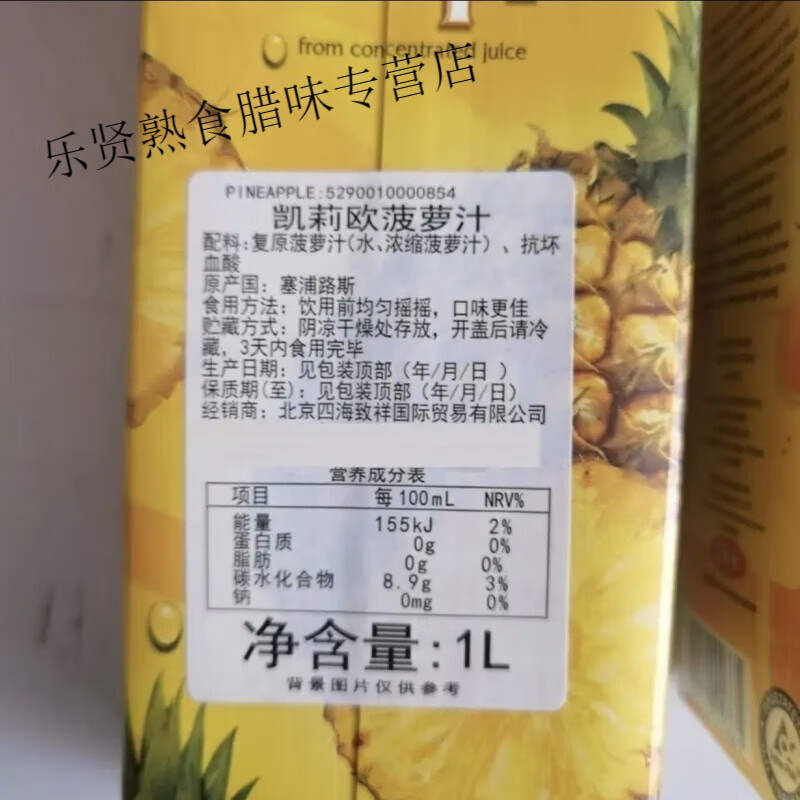 from concentrated juice
乐贤熟食腊味专营店
PINEAPPLE:5290010000854
凯莉欧菠萝汁
配料:复原菠萝汁(水、浓缩菠萝汁)、抗坏
血酸
原产国：塞浦路斯
食用方法：饮用前均匀摇摇，口味更佳
贮藏方式：阴凉干燥处存放，开盖后请冷
藏，3天内食用完毕
生产日期：见包装顶部（年/月/日 ）
保质期(至)：见包装顶部（年/月/日）
经销商：北京四海致祥国际贸易有限公司
营养成分表
项目 每100mL NRV%
能量 155kJ 2%
蛋白质 0g 0%
脂肪 0g 0%
碳水化合物 8.9g 3%
钠 0mg 0%
净含量:1L
背景图片仅供参考